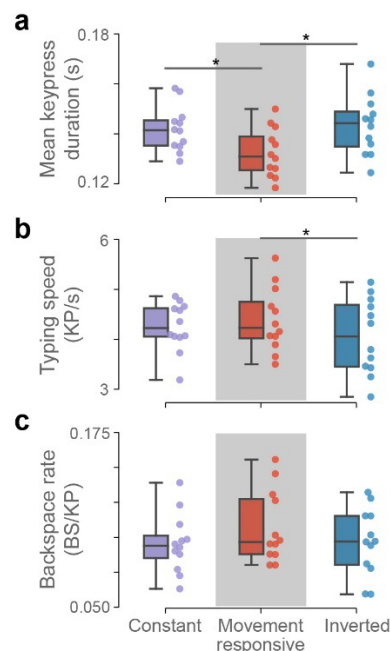 a
Mean keypress
duration (s)
0.18
0.12
*
*
b
Typing speed
(KP/s)
6
3
*
c
Backspace rate
(BS/KP)
0.175
0.050
Constant
Movement
responsive
Inverted